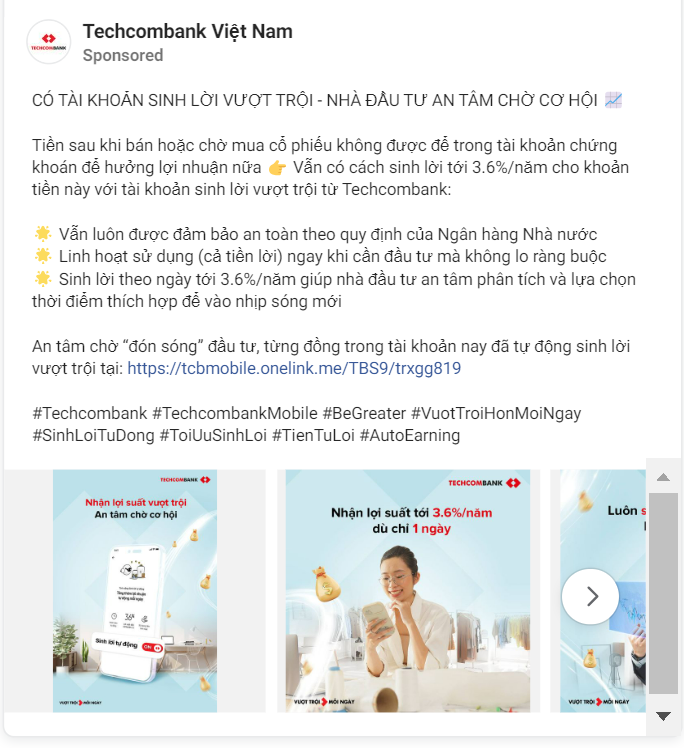 TECHCOMBANK
Techcombank Việt Nam
Sponsored
CÓ TÀI KHOẢN SINH LỜI VƯỢT TRỘI - NHÀ ĐẦU TƯ AN TÂM CHỜ CƠ HỘI 📈
Tiền sau khi bán hoặc chờ mua cổ phiếu không được để trong tài khoản chứng
khoán để hưởng lợi nhuận nữa 👉 Vẫn có cách sinh lời tới 3.6%/năm cho khoản
tiền này với tài khoản sinh lời vượt trội từ Techcombank:
🌟 Vẫn luôn được đảm bảo an toàn theo quy định của Ngân hàng Nhà nước
🌟 Linh hoạt sử dụng (cả tiền lời) ngay khi cần đầu tư mà không lo ràng buộc
🌟 Sinh lời theo ngày tới 3.6%/năm giúp nhà đầu tư an tâm phân tích và lựa chọn
thời điểm thích hợp để vào nhịp sóng mới
An tâm chờ “đón sóng” đầu tư, từng đồng trong tài khoản nay đã tự động sinh lời
vượt trội tại: https://tcbmobile.onelink.me/TBS9/trxgg819
#Techcombank #TechcombankMobile #BeGreater #VuotTroiHonMoiNgay
#SinhLoiTuDong #ToiUuSinhLoi #TienTuLoi #AutoEarning
TECHCOMBANK
Nhận lợi suất vượt trội
An tâm chờ cơ hội
Sinh lời tự động ON
VƯỢT TRỘI MỖI NGÀY
TECHCOMBANK
Nhận lợi suất tới 3.6%/năm
dù chỉ 1 ngày
VƯỢT TRỘI MỖI NGÀY
Luôn
VƯỢT TRỘI MỖI NGÀY